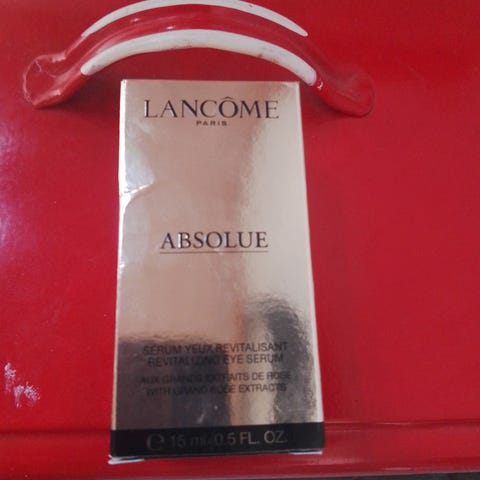 LANCÔME
PARIS
ABSOLUE
SÉRUM YEUX REVITALISANT
REVITALIZING EYE SERUM
AUX GRANDS EXTRAITS DE ROSE
WITH GRAND ROSE EXTRACTS
℮ 15 ml-0.5 FL. OZ.